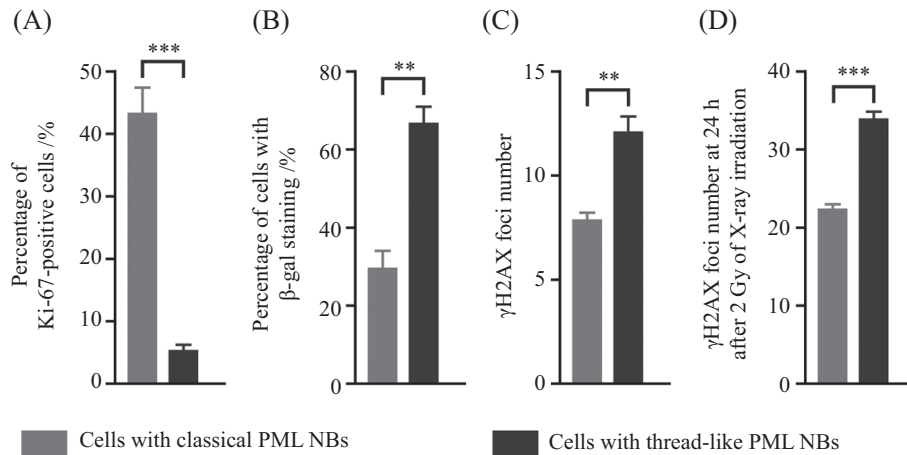 (A)
(B)
(C)
(D)
Percentage of
Ki-67-positive cells /%
50
40
30
20
10
0
***
Percentage of cells with
β-gal staining /%
80
60
40
20
0
**
γH2AX foci number
15
10
5
0
**
γH2AX foci number at 24 h
after 2 Gy of X-ray irradiation
40
30
20
10
0
***
Cells with classical PML NBs
Cells with thread-like PML NBs